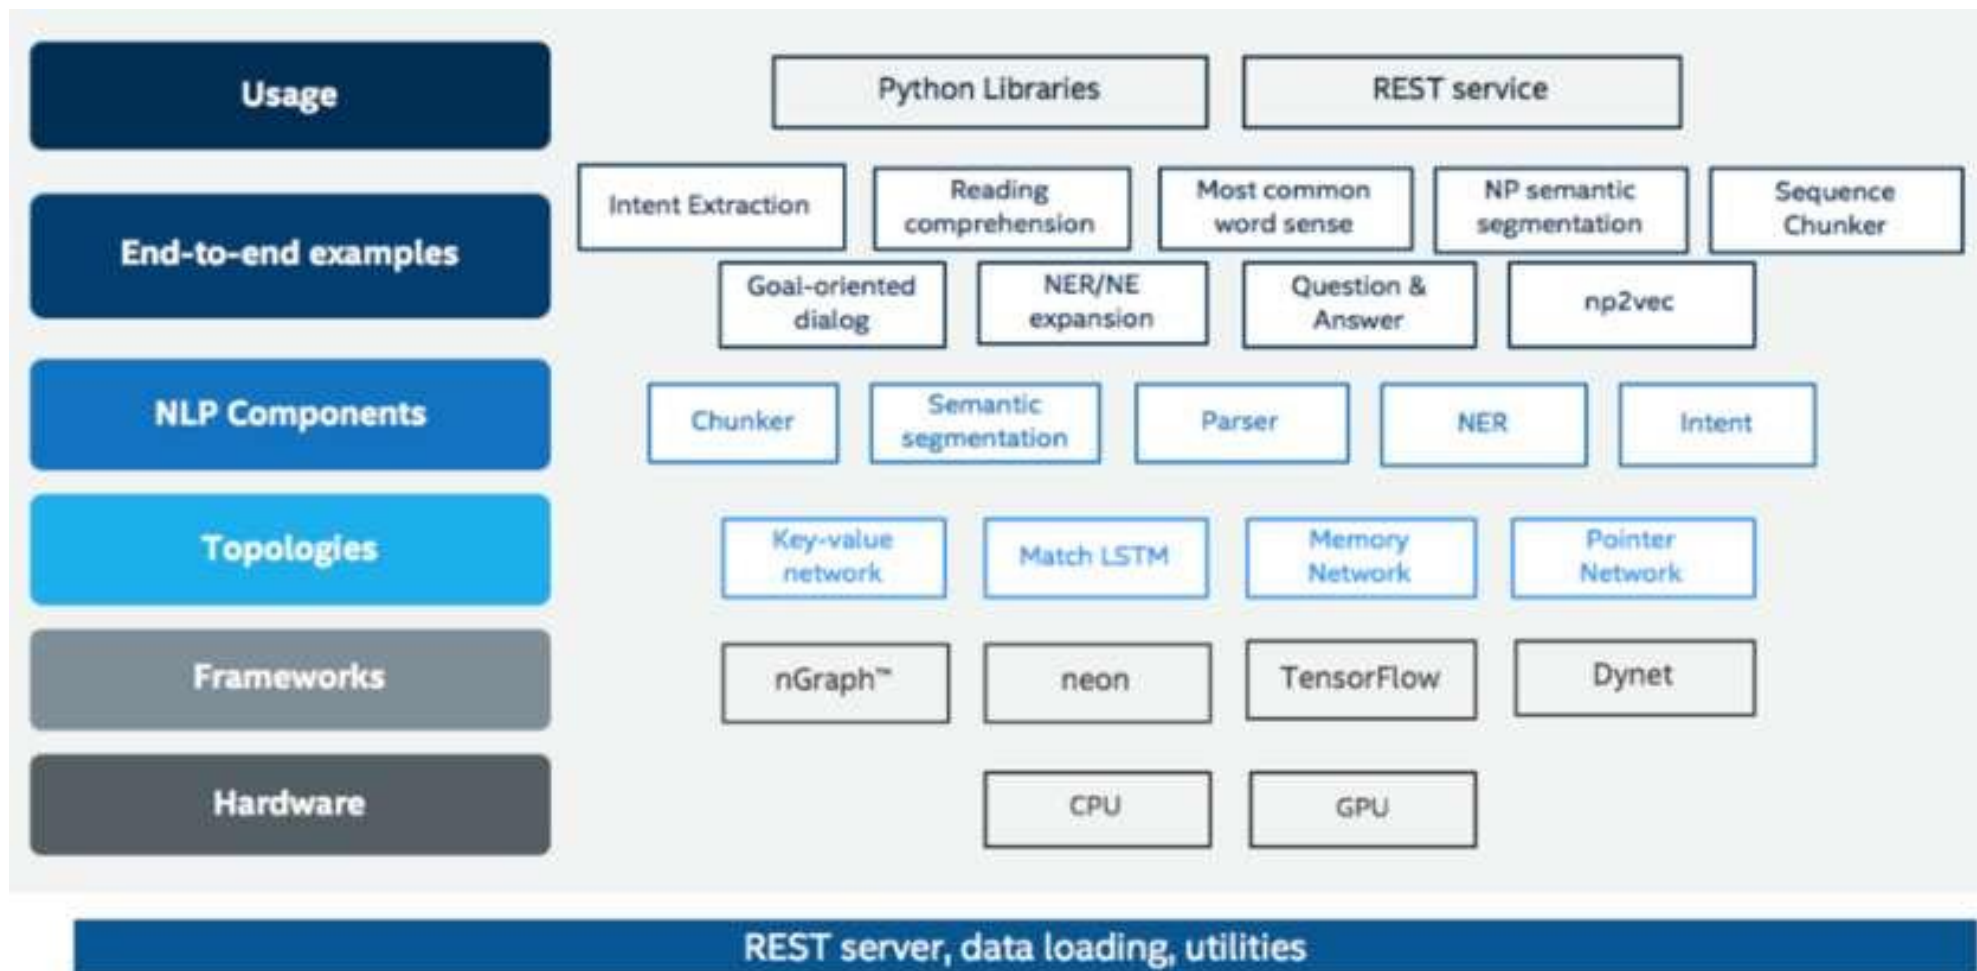 Usage
Python Libraries
REST service
End-to-end examples
Intent Extraction
Reading
comprehension
Most common
word sense
NP semantic
segmentation
Sequence
Chunker
Goal-oriented
dialog
NER/NE
expansion
Question &
Answer
np2vec
NLP Components
Chunker
Semantic
segmentation
Parser
NER
Intent
Topologies
Key-value
network
Match LSTM
Memory
Network
Pointer
Network
Frameworks
nGraph™
neon
TensorFlow
Dynet
Hardware
CPU
GPU
REST server, data loading, utilities